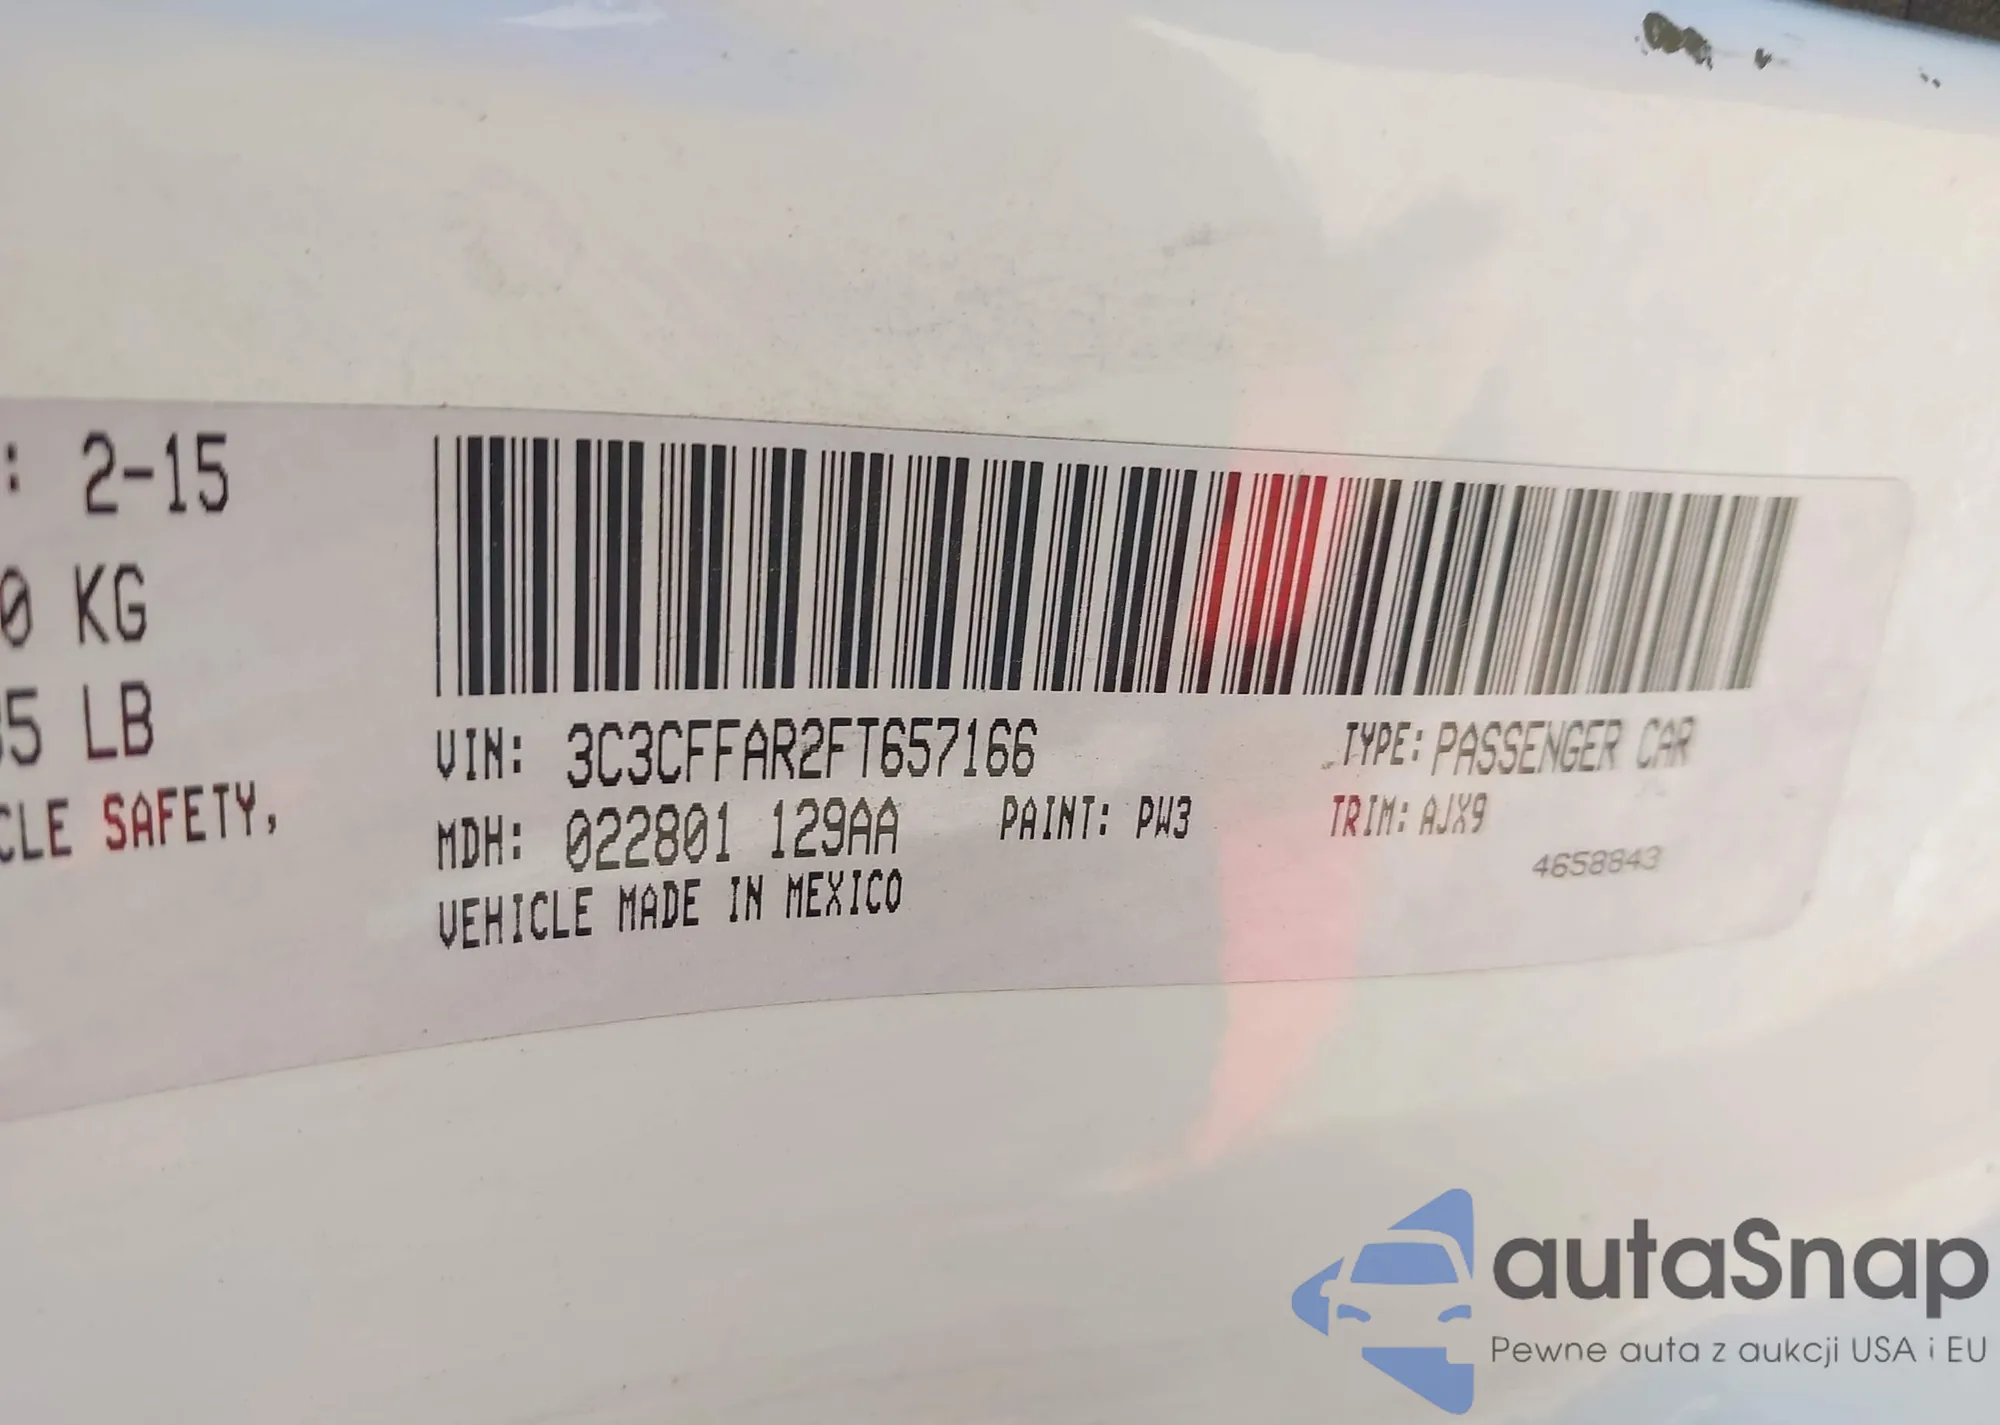 : 2-15
0 KG
35 LB
CLE SAFETY,
VIN: 3C3CFFAR2FT657166
TYPE: PASSENGER CAR
MDH: 022801 129AA
PAINT: PW3
TRIM: AJX9
VEHICLE MADE IN MEXICO
4658843
autaSnap
Pewne auta z aukcji USA i EU